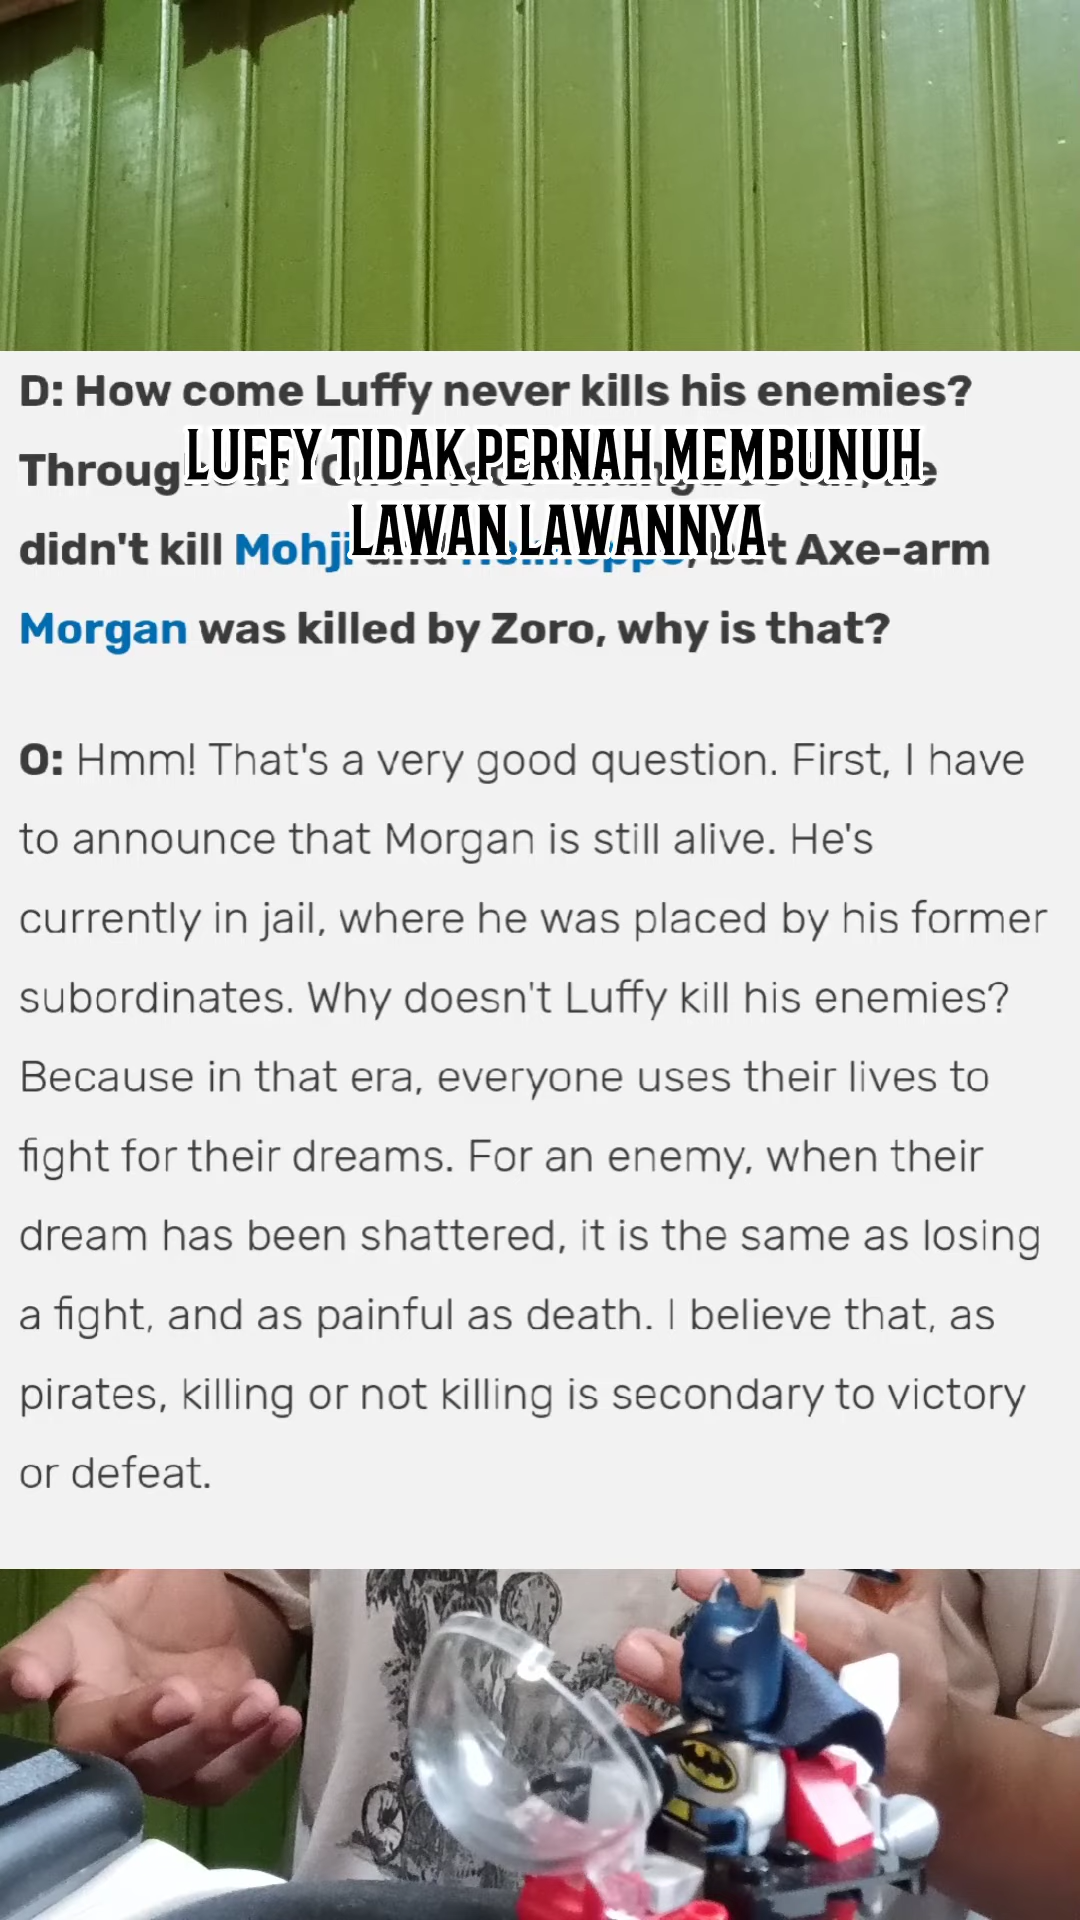 D: How come Luffy never kills his enemies?
LUFFY TIDAK PERNAH MEMBUNUH
LAWAN LAWANNYA
didn't kill Mohji but Axe-arm
Morgan was killed by Zoro, why is that?
O: Hmm! That's a very good question. First, I have
to announce that Morgan is still alive. He's
currently in jail, where he was placed by his former
subordinates. Why doesn't Luffy kill his enemies?
Because in that era, everyone uses their lives to
fight for their dreams. For an enemy, when their
dream has been shattered, it is the same as losing
a fight, and as painful as death. I believe that, as
pirates, killing or not killing is secondary to victory
or defeat.